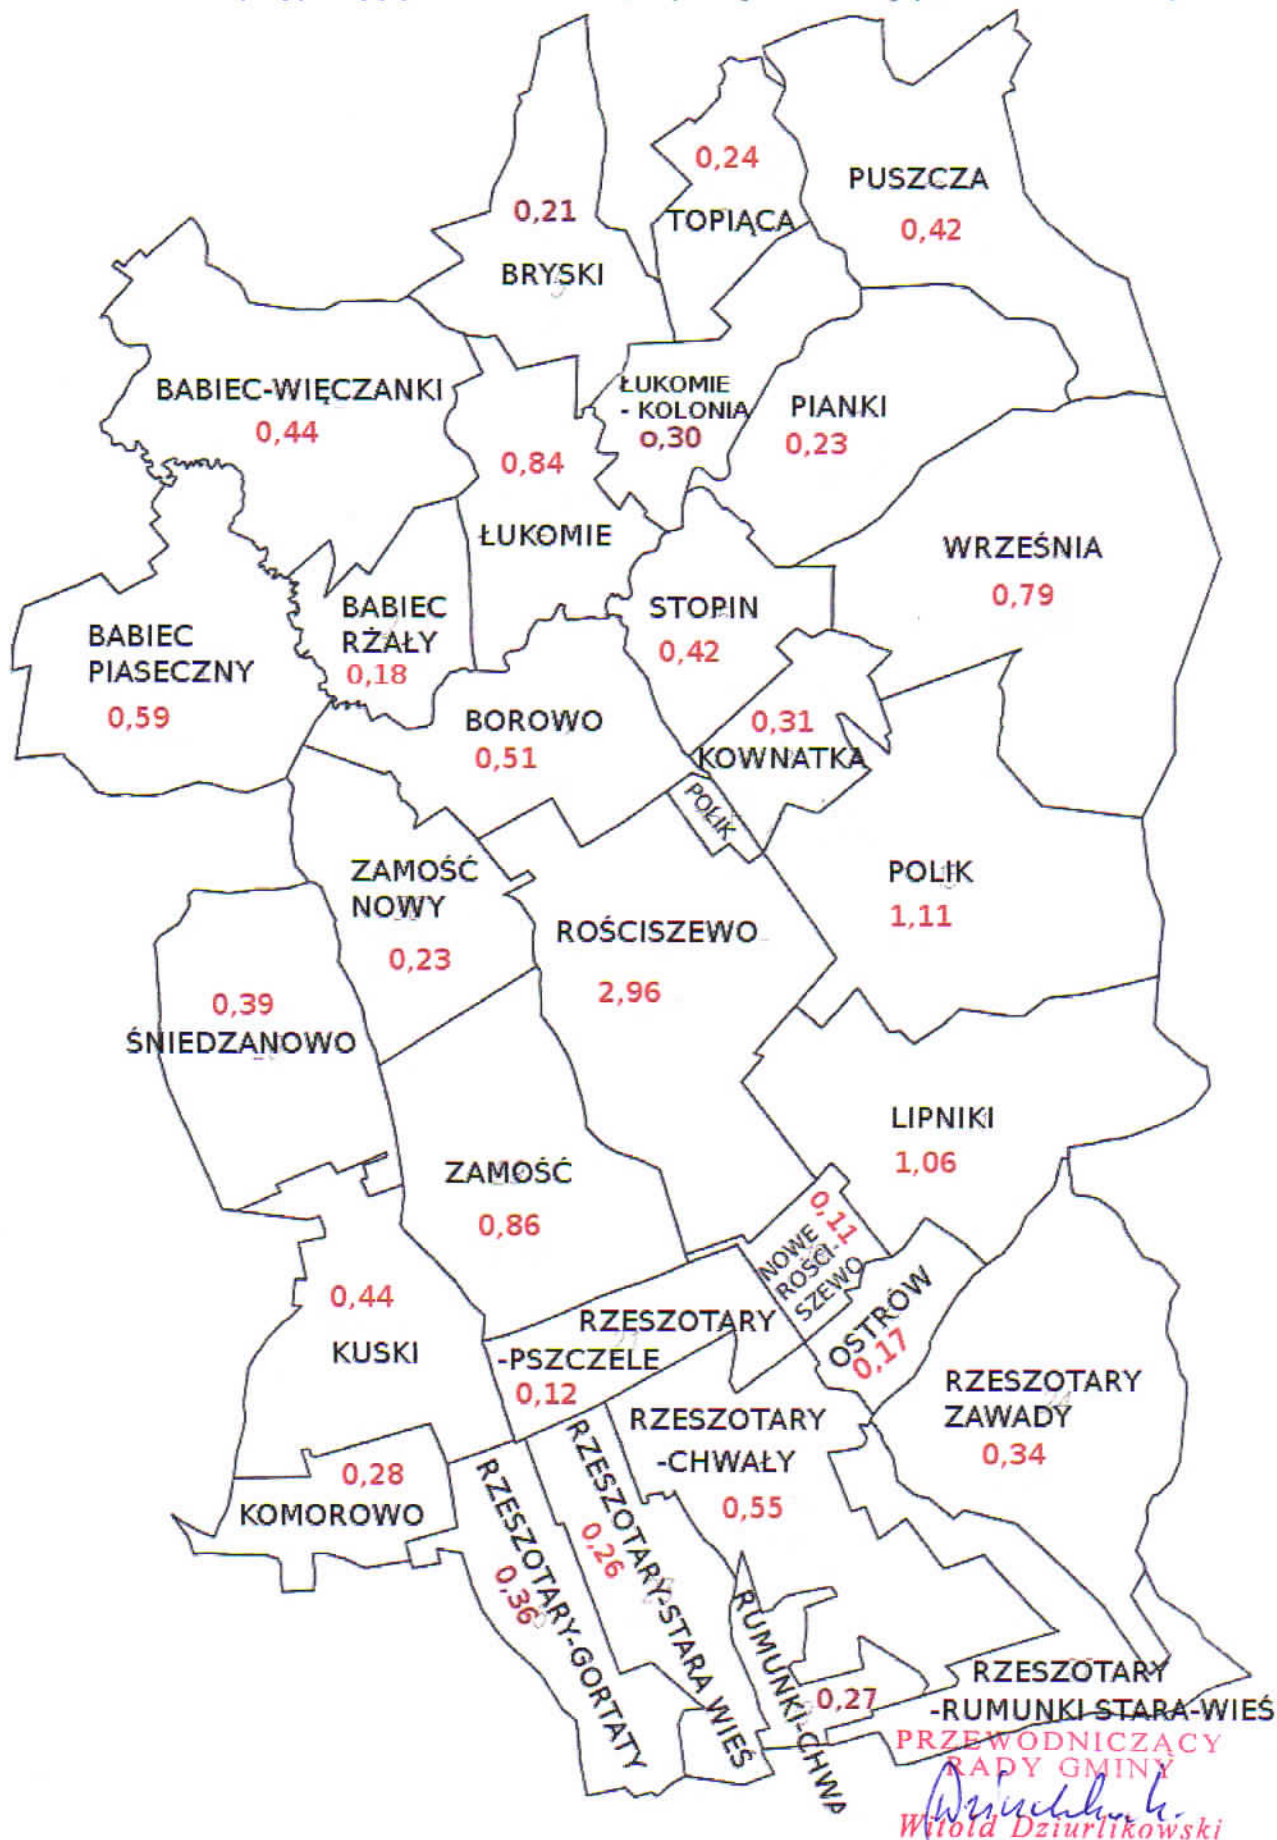 0,24
PUSZCZA
0,42
TOPIĄCA
0,21
BRYSKI
BABIEC-WIĘCZANKI
0,44
ŁUKOMIE
- KOLONIA
0,30
PIANKI
0,23
0,84
ŁUKOMIE
WRZEŚNIA
0,79
BABIEC
PIASECZNY
0,59
BABIEC
RŻAŁY
0,18
STOPIN
0,42
BOROWO
0,51
0,31
KOWNATKA
POLIK
ZAMOŚĆ
NOWY
0,23
ROŚCISZEWO
2,96
POLIK
1,11
0,39
ŚNIEDZANOWO
LIPNIKI
1,06
ZAMOŚĆ
0,86
0,11
NOWE
ROŚCI-
SZEWO
0,44
KUSKI
RZESZOTARY
-PSZCZELE
0,12
OSTRÓW
0,17
RZESZOTARY
ZAWADY
0,34
RZESZOTARY
-CHWAŁY
0,55
0,28
KOMOROWO
RZESZOTARY-GORTATY
0,36
RZESZOTARY-STARA WIEŚ
0,26
RUMUNKI-CHWA
0,27
RZESZOTARY
-RUMUNKI STARA-WIEŚ
PRZEWODNICZĄCY
RADY GMINY
Witold Dziurlikowski